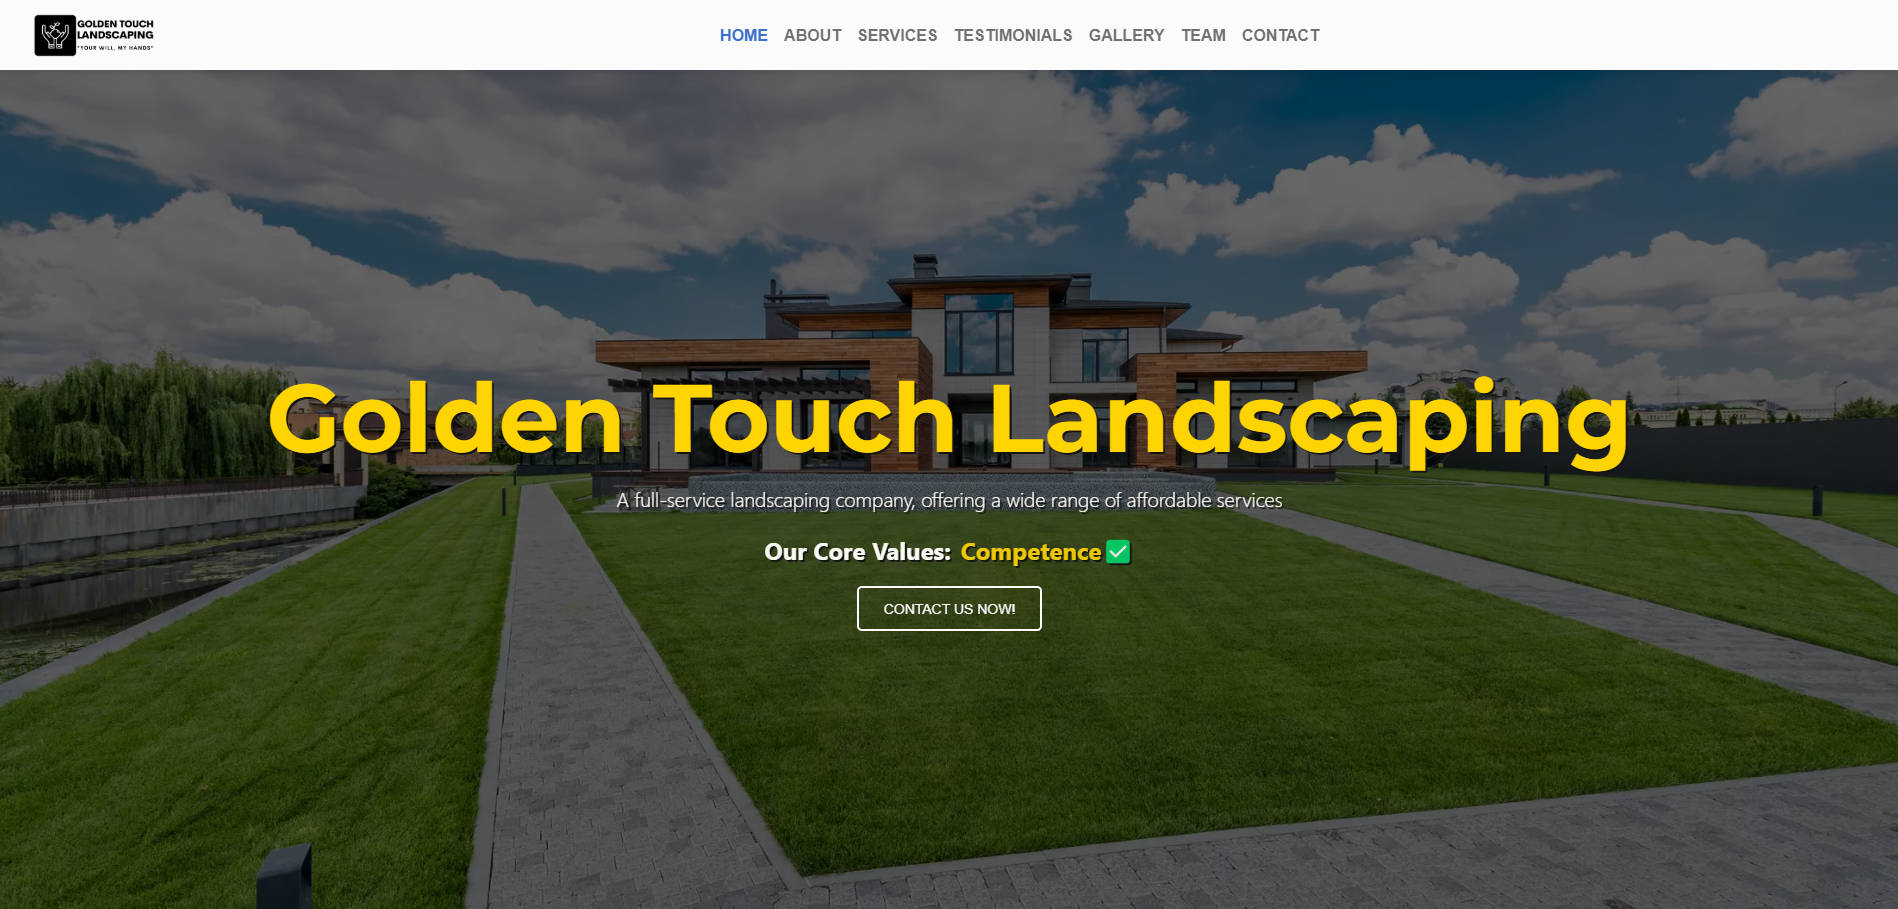 GOLDEN TOUCH
LANDSCAPING
"YOUR WILL, MY HANDS"
HOME ABOUT SERVICES TESTIMONIALS GALLERY TEAM CONTACT
Golden Touch Landscaping
A full-service landscaping company, offering a wide range of affordable services
Our Core Values: Competence ✅
CONTACT US NOW!